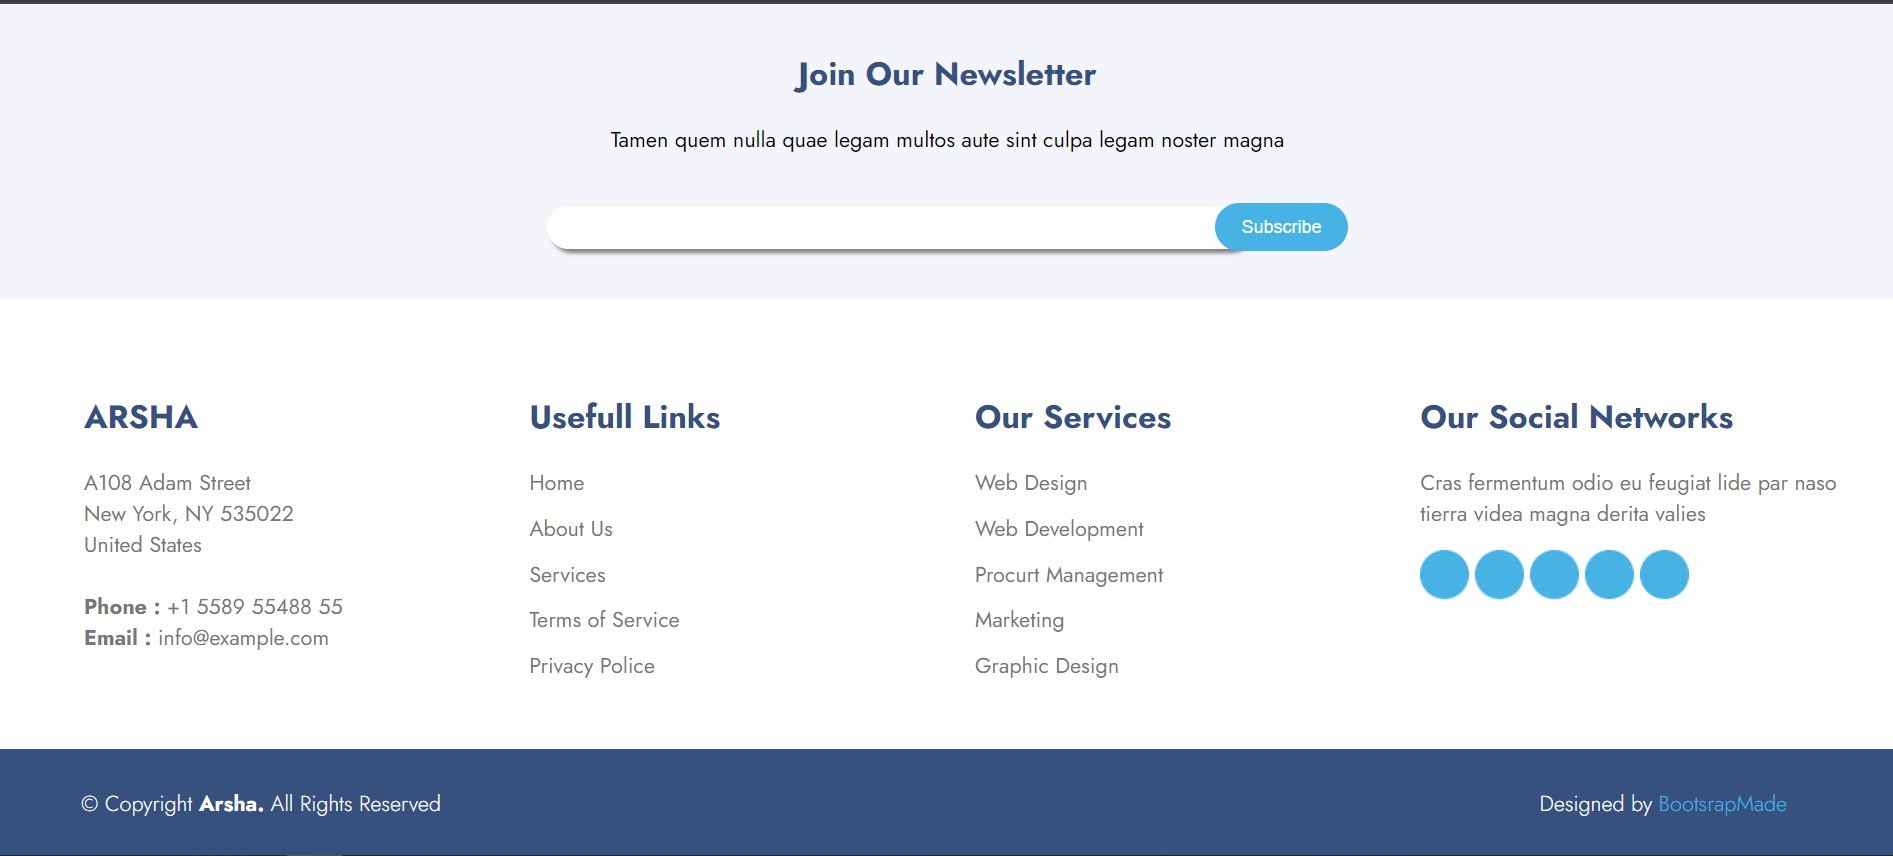 Join Our Newsletter
Tamen quem nulla quae legam multos aute sint culpa legam noster magna
Subscribe
ARSHA
A108 Adam Street
New York, NY 535022
United States
Phone : +1 5589 55488 55
Email : info@example.com
Usefull Links
Home
About Us
Services
Terms of Service
Privacy Police
Our Services
Web Design
Web Development
Procurt Management
Marketing
Graphic Design
Our Social Networks
Cras fermentum odio eu feugiat lide par naso
tierra videa magna derita valies
© Copyright Arsha. All Rights Reserved
Designed by BootsrapMade